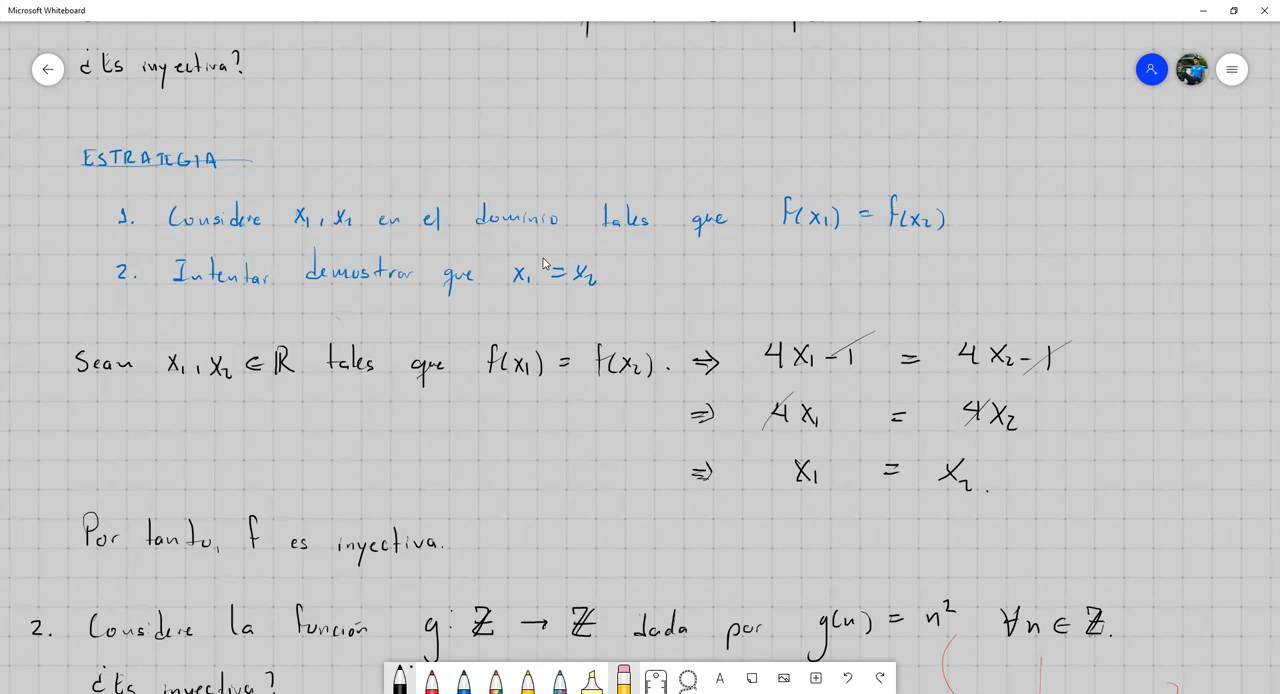 Microsoft Whiteboard
¿Es inyectiva?
ESTRATEGIA
1. Considere x₁, x₂ en el dominio tales que f(x₁) = f(x₂).
2. Intentar demostrar que x₁ = x₂
Sean x₁, x₂ ∈ ℝ tales que f(x₁) = f(x₂). ⇒ 4x₁ - 1 = 4x₂ - 1
⇒ 4x₁ = 4x₂
⇒ x₁ = x₂.
Por tanto, f es inyectiva.
2. Considere la función g: ℤ → ℤ dada por g(n) = n² ∀n ∈ ℤ.
¿Es inyectiva?
A